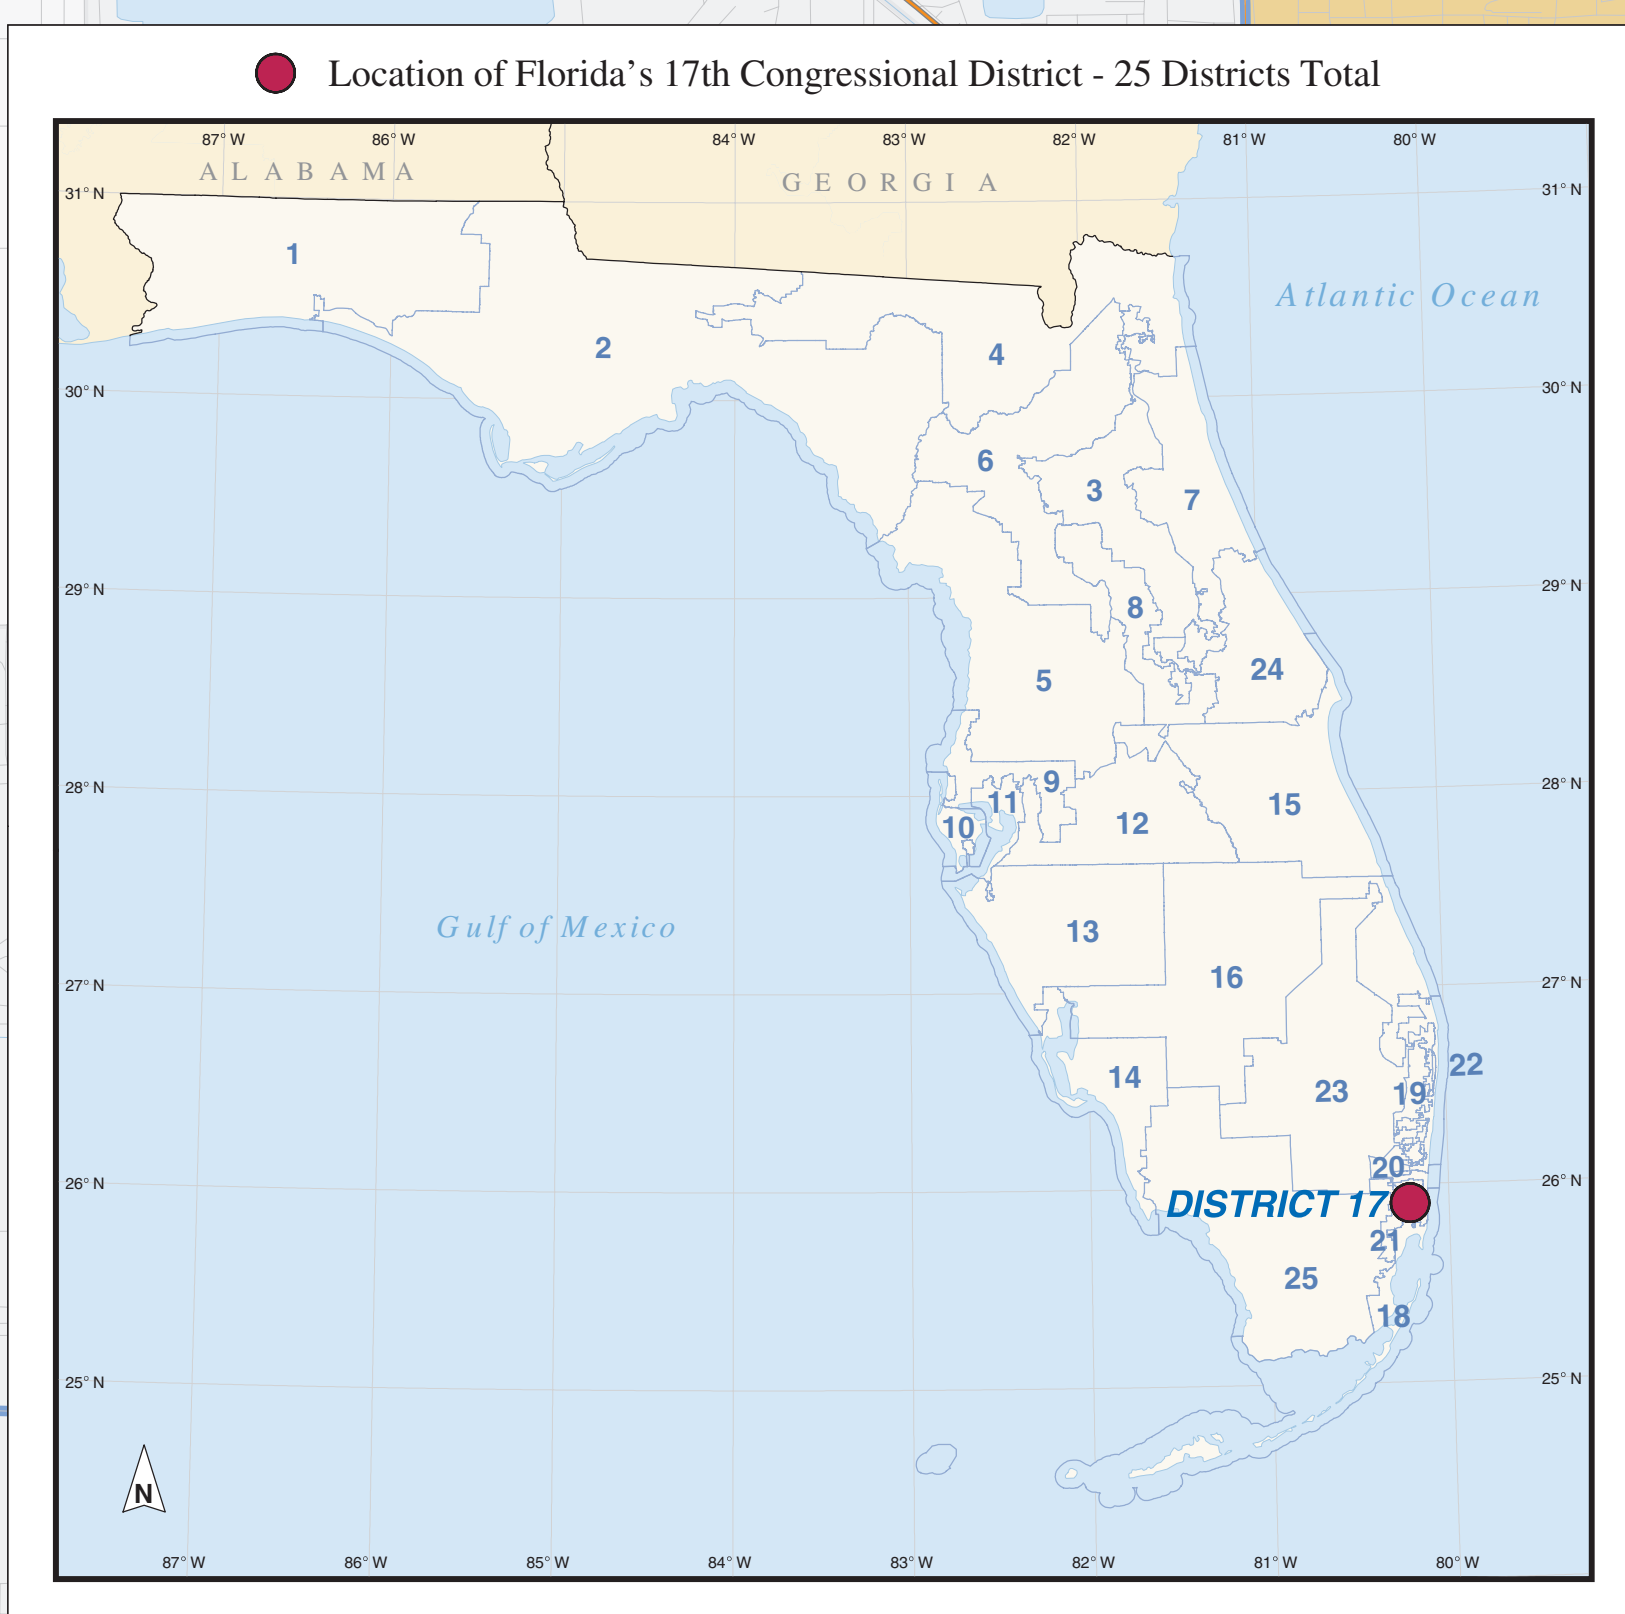 Location of Florida's 17th Congressional District - 25 Districts Total
87° W 86° W 84° W 83° W 82° W 81° W 80° W
ALABAMA
GEORGIA
31° N 31° N
1
Atlantic Ocean
2
4
30° N 30° N
6
3
7
29° N 29° N
8
24
5
28° N 28° N
9
11
15
10
12
Gulf of Mexico
13
16
27° N 27° N
22
14
23
19
20
26° N 26° N
DISTRICT 17
21
25
18
25° N 25° N
N
87° W 86° W 85° W 84° W 83° W 82° W 81° W 80° W